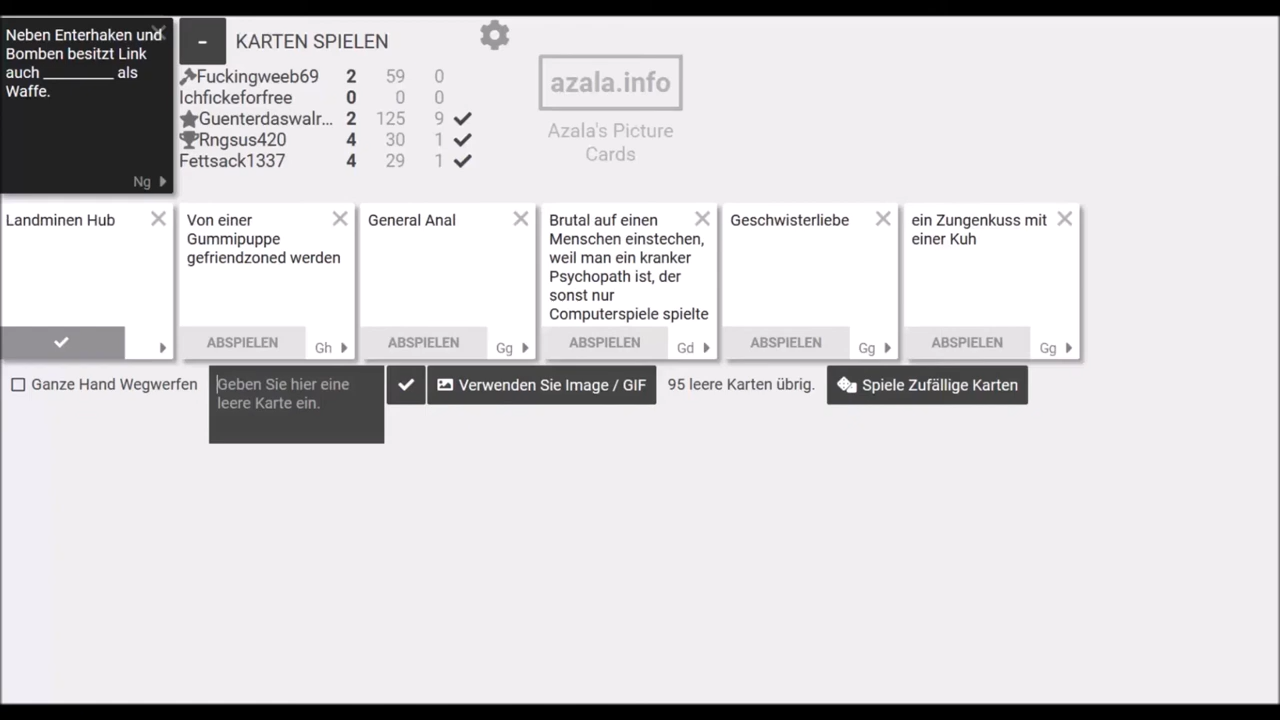 Neben Enterhaken und
Bomben besitzt Link
auch _________ als
Waffe.
Ng
-
KARTEN SPIELEN
Fuckingweeb69 2 59 0
Ichfickeforfree 0 0 0
Guenterdaswalr... 2 125 9
Rngsus420 4 30 1
Fettsack1337 4 29 1
azala.info
Azala's Picture
Cards
Landminen Hub
Von einer
Gummipuppe
gefriendzoned werden
ABSPIELEN
Gh
General Anal
ABSPIELEN
Gg
Brutal auf einen
Menschen einstechen,
weil man ein kranker
Psychopath ist, der
sonst nur
Computerspiele spielte
ABSPIELEN
Gd
Geschwisterliebe
ABSPIELEN
Gg
ein Zungenkuss mit
einer Kuh
ABSPIELEN
Gg
Ganze Hand Wegwerfen
Geben Sie hier eine
leere Karte ein.
Verwenden Sie Image / GIF
95 leere Karten übrig.
Spiele Zufällige Karten